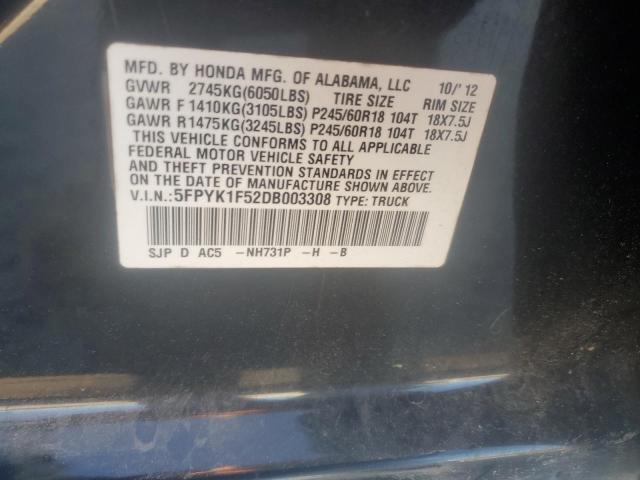 MFD. BY HONDA MFG. OF ALABAMA, LLC 10/'12
GVWR 2745KG(6050LBS) TIRE SIZE RIM SIZE
GAWR F 1410KG(3105LBS) P245/60R18 104T 18X7.5J
GAWR R 1475KG(3245LBS) P245/60R18 104T 18X7.5J
THIS VEHICLE CONFORMS TO ALL APPLICABLE
FEDERAL MOTOR VEHICLE SAFETY
AND THEFT PREVENTION STANDARDS IN EFFECT
ON THE DATE OF MANUFACTURE SHOWN ABOVE.
V.I.N.:5FPYK1F52DB003308 TYPE: TRUCK
SJP D AC5 -NH731P -H -B